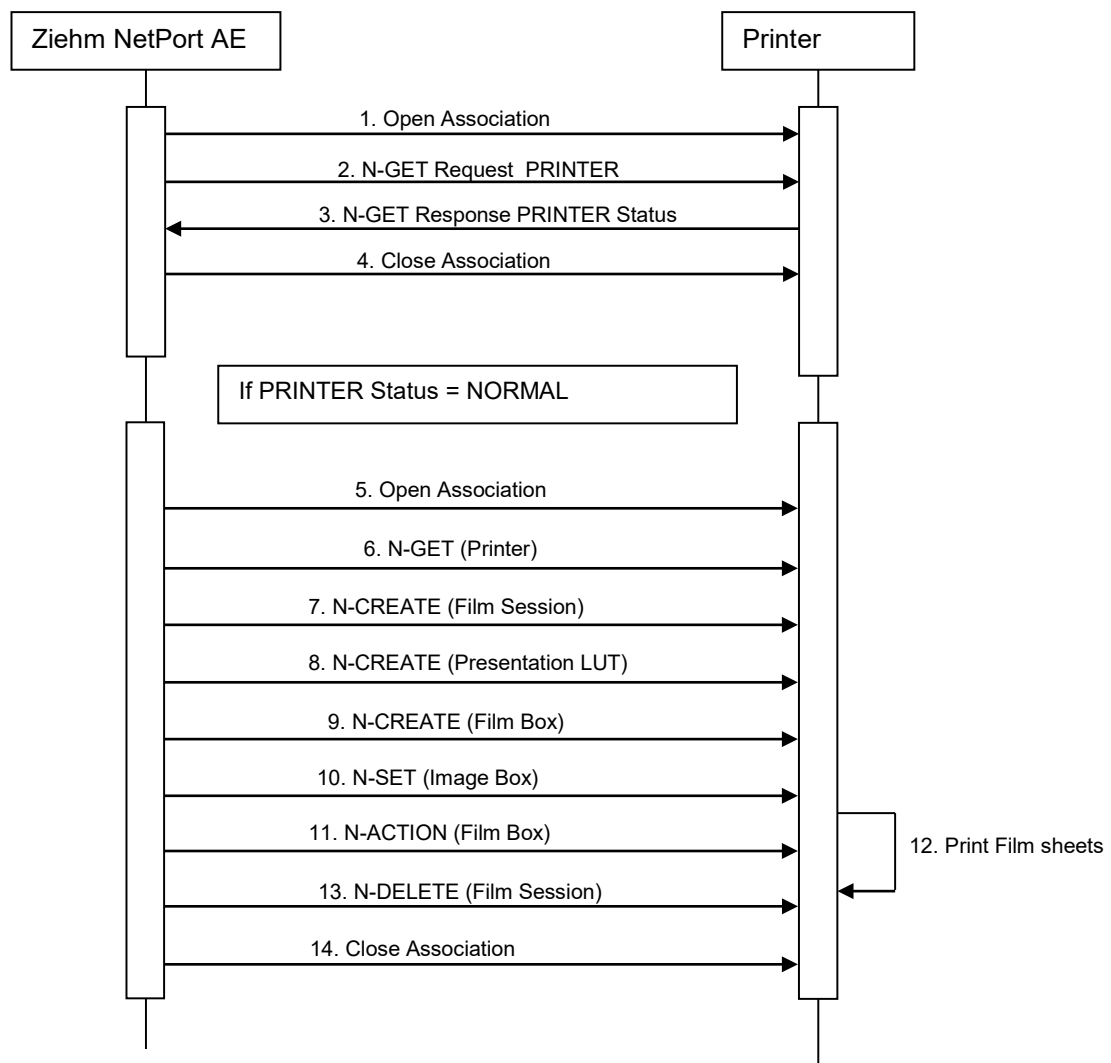 Ziehm NetPort AE
Printer
1. Open Association
2. N-GET Request  PRINTER
3. N-GET Response PRINTER Status
4. Close Association
If PRINTER Status = NORMAL
5. Open Association
6. N-GET (Printer)
7. N-CREATE (Film Session)
8. N-CREATE (Presentation LUT)
9. N-CREATE (Film Box)
10. N-SET (Image Box)
11. N-ACTION (Film Box)
12. Print Film sheets
13. N-DELETE (Film Session)
14. Close Association